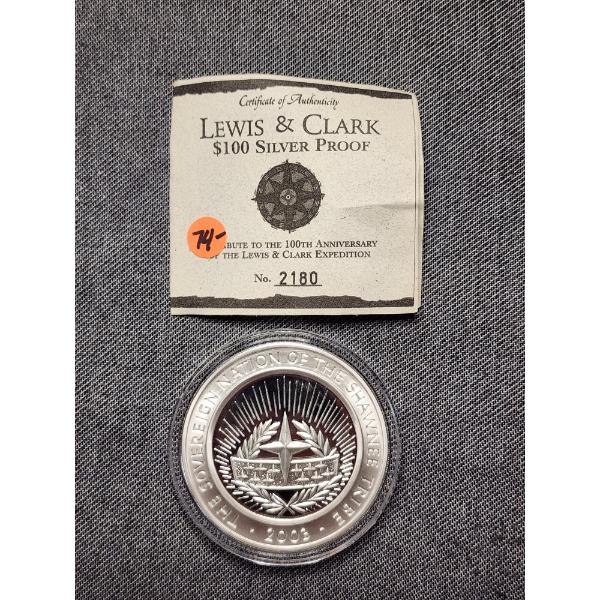 Certificate of Authenticity
LEWIS & CLARK
$100 SILVER PROOF
74-
BUTE TO THE 100TH ANNIVERSARY
THE LEWIS & CLARK EXPEDITION
No. 2180
THE SOVEREIGN NATION OF THE SHAWNEE TRIBE
· 2003 ·